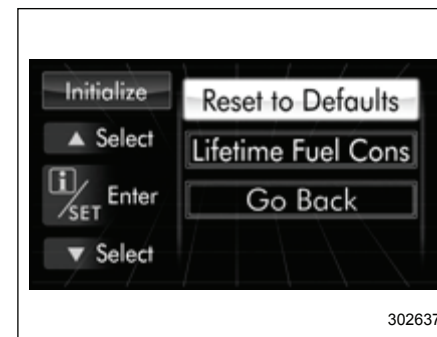 Initialize
Reset to Defaults
▲ Select
Lifetime Fuel Cons
i/SET Enter
Go Back
▼ Select
302637